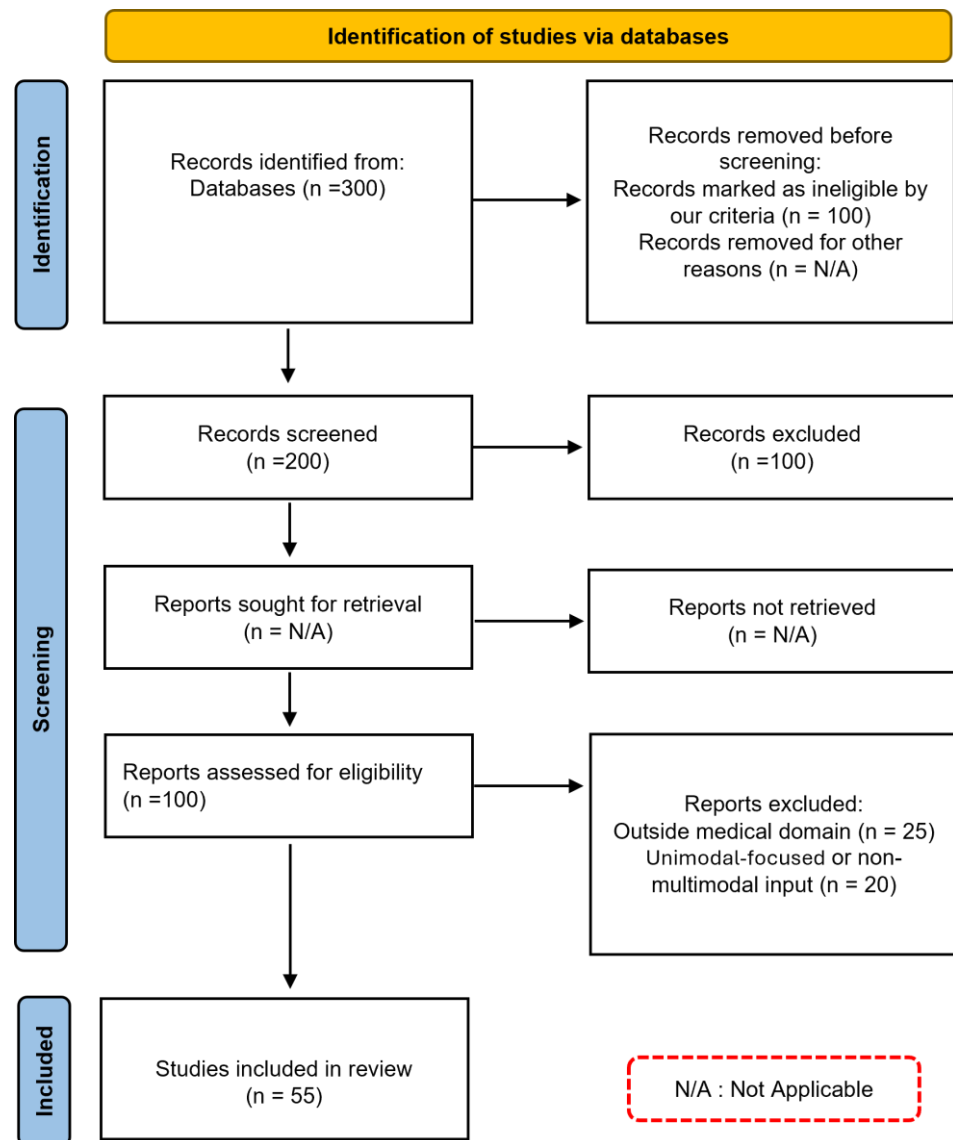 Identification of studies via databases
Identification
Records identified from:
Databases (n =300)
Records removed before
screening:
Records marked as ineligible by
our criteria (n = 100)
Records removed for other
reasons (n = N/A)
Screening
Records screened
(n =200)
Records excluded
(n =100)
Reports sought for retrieval
(n = N/A)
Reports not retrieved
(n = N/A)
Reports assessed for eligibility
(n =100)
Reports excluded:
Outside medical domain (n = 25)
Unimodal-focused or non-
multimodal input (n = 20)
Included
Studies included in review
(n = 55)
N/A : Not Applicable